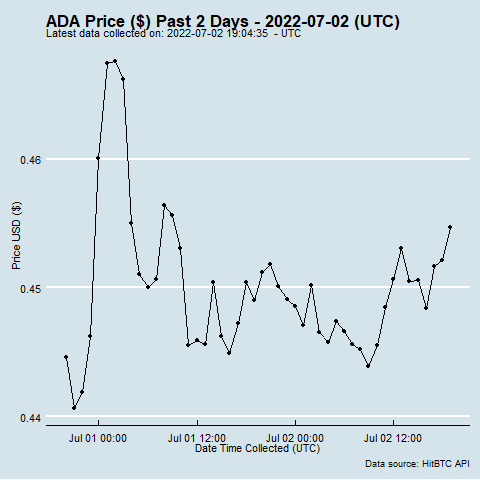 ADA Price ($) Past 2 Days - 2022-07-02 (UTC)
Latest data collected on: 2022-07-02 19:04:35 - UTC
0.46
0.45
0.44
Price USD ($)
Jul 01 00:00
Jul 01 12:00
Jul 02 00:00
Jul 02 12:00
Date Time Collected (UTC)
Data source: HitBTC API